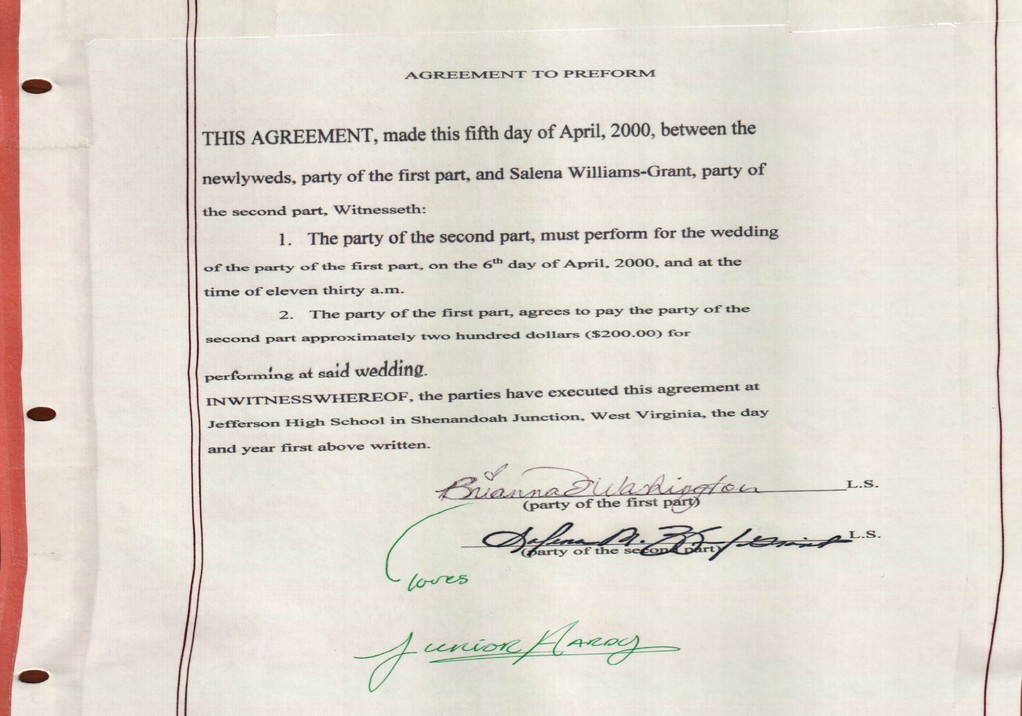 AGREEMENT TO PREFORM
THIS AGREEMENT, made this fifth day of April, 2000, between the
newlyweds, party of the first part, and Salena Williams-Grant, party of
the second part, Witnesseth:
1. The party of the second part, must perform for the wedding
of the party of the first part, on the 6th day of April, 2000, and at the
time of eleven thirty a.m.
2. The party of the first part, agrees to pay the party of the
second part approximately two hundred dollars ($200.00) for
performing at said wedding.
INWITNESSWHEREOF, the parties have executed this agreement at
Jefferson High School in Shenandoah Junction, West Virginia, the day
and year first above written.
Brianna Washington L.S.
(party of the first part)
Salena M. L.S.
(party of the second part)
loves
Junior Hardy